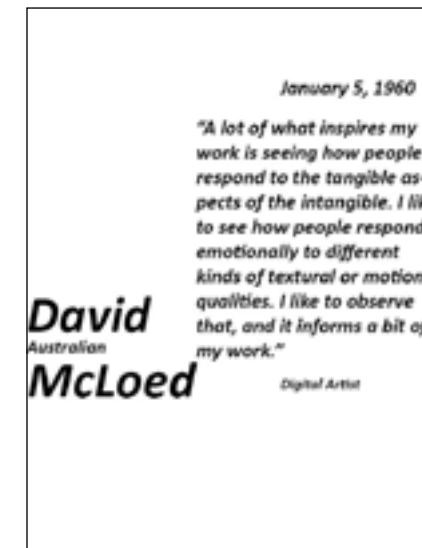 January 5, 1960
“A lot of what inspires my
work is seeing how people
respond to the tangible as-
pects of the intangible. I lik
to see how people respond
emotionally to different
kinds of textural or motion
qualities. I like to observe
that, and it informs a bit of
my work.”
David
Australian
McLoed
Digital Artist